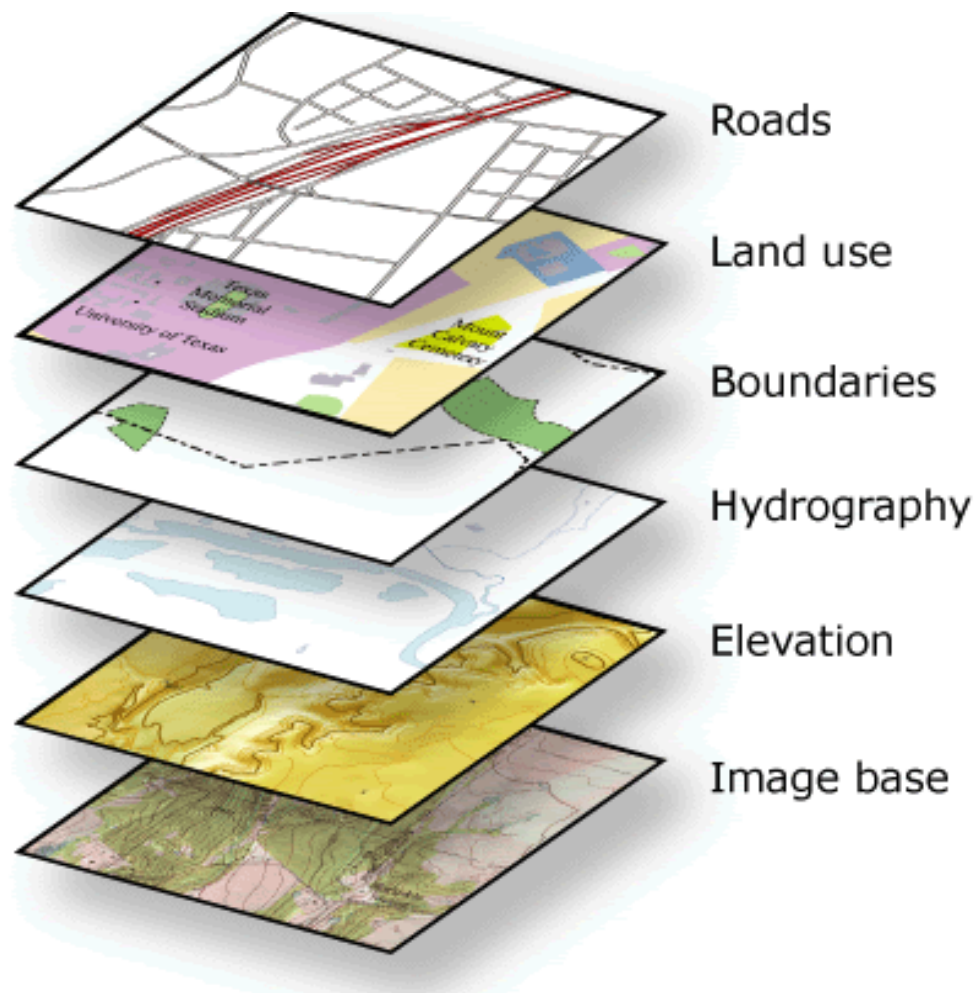 Roads
Land use
Texas
Memorial
Stadium
University of Texas
Mount
Calvary
Cemetery
Boundaries
Hydrography
Elevation
Image base